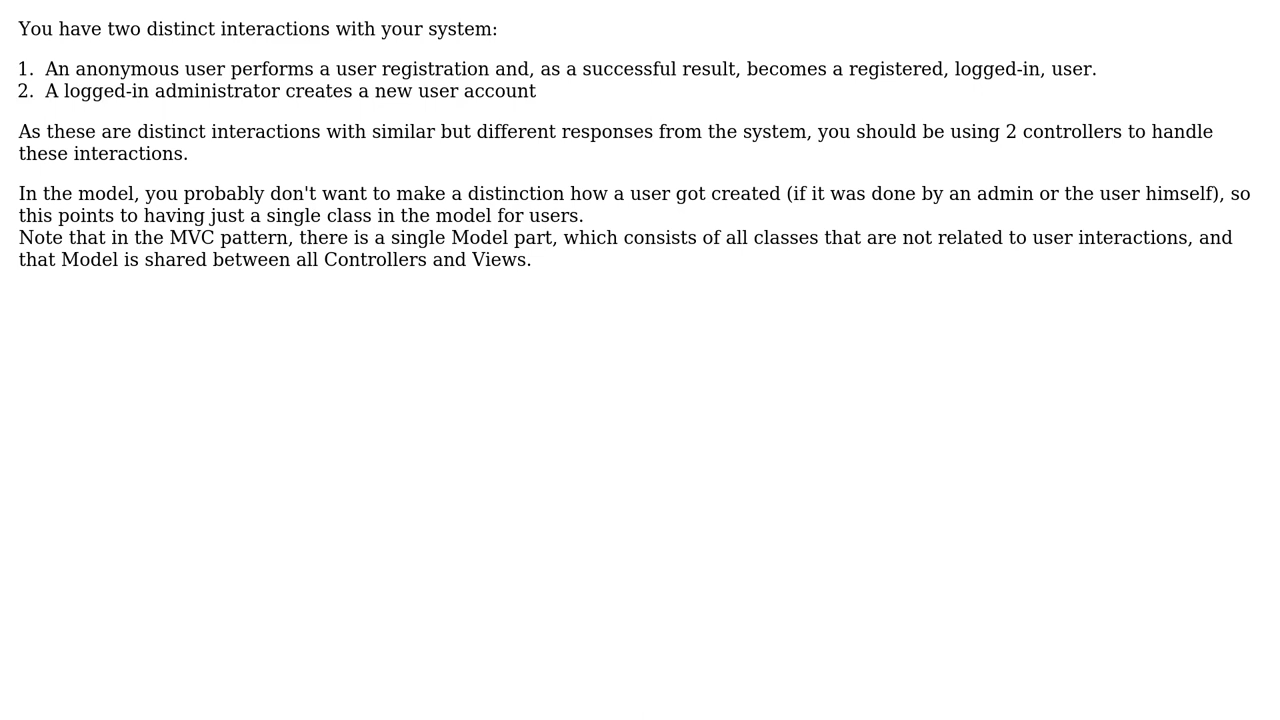 You have two distinct interactions with your system:
1. An anonymous user performs a user registration and, as a successful result, becomes a registered, logged-in, user.
2. A logged-in administrator creates a new user account
As these are distinct interactions with similar but different responses from the system, you should be using 2 controllers to handle
these interactions.
In the model, you probably don't want to make a distinction how a user got created (if it was done by an admin or the user himself), so
this points to having just a single class in the model for users.
Note that in the MVC pattern, there is a single Model part, which consists of all classes that are not related to user interactions, and
that Model is shared between all Controllers and Views.